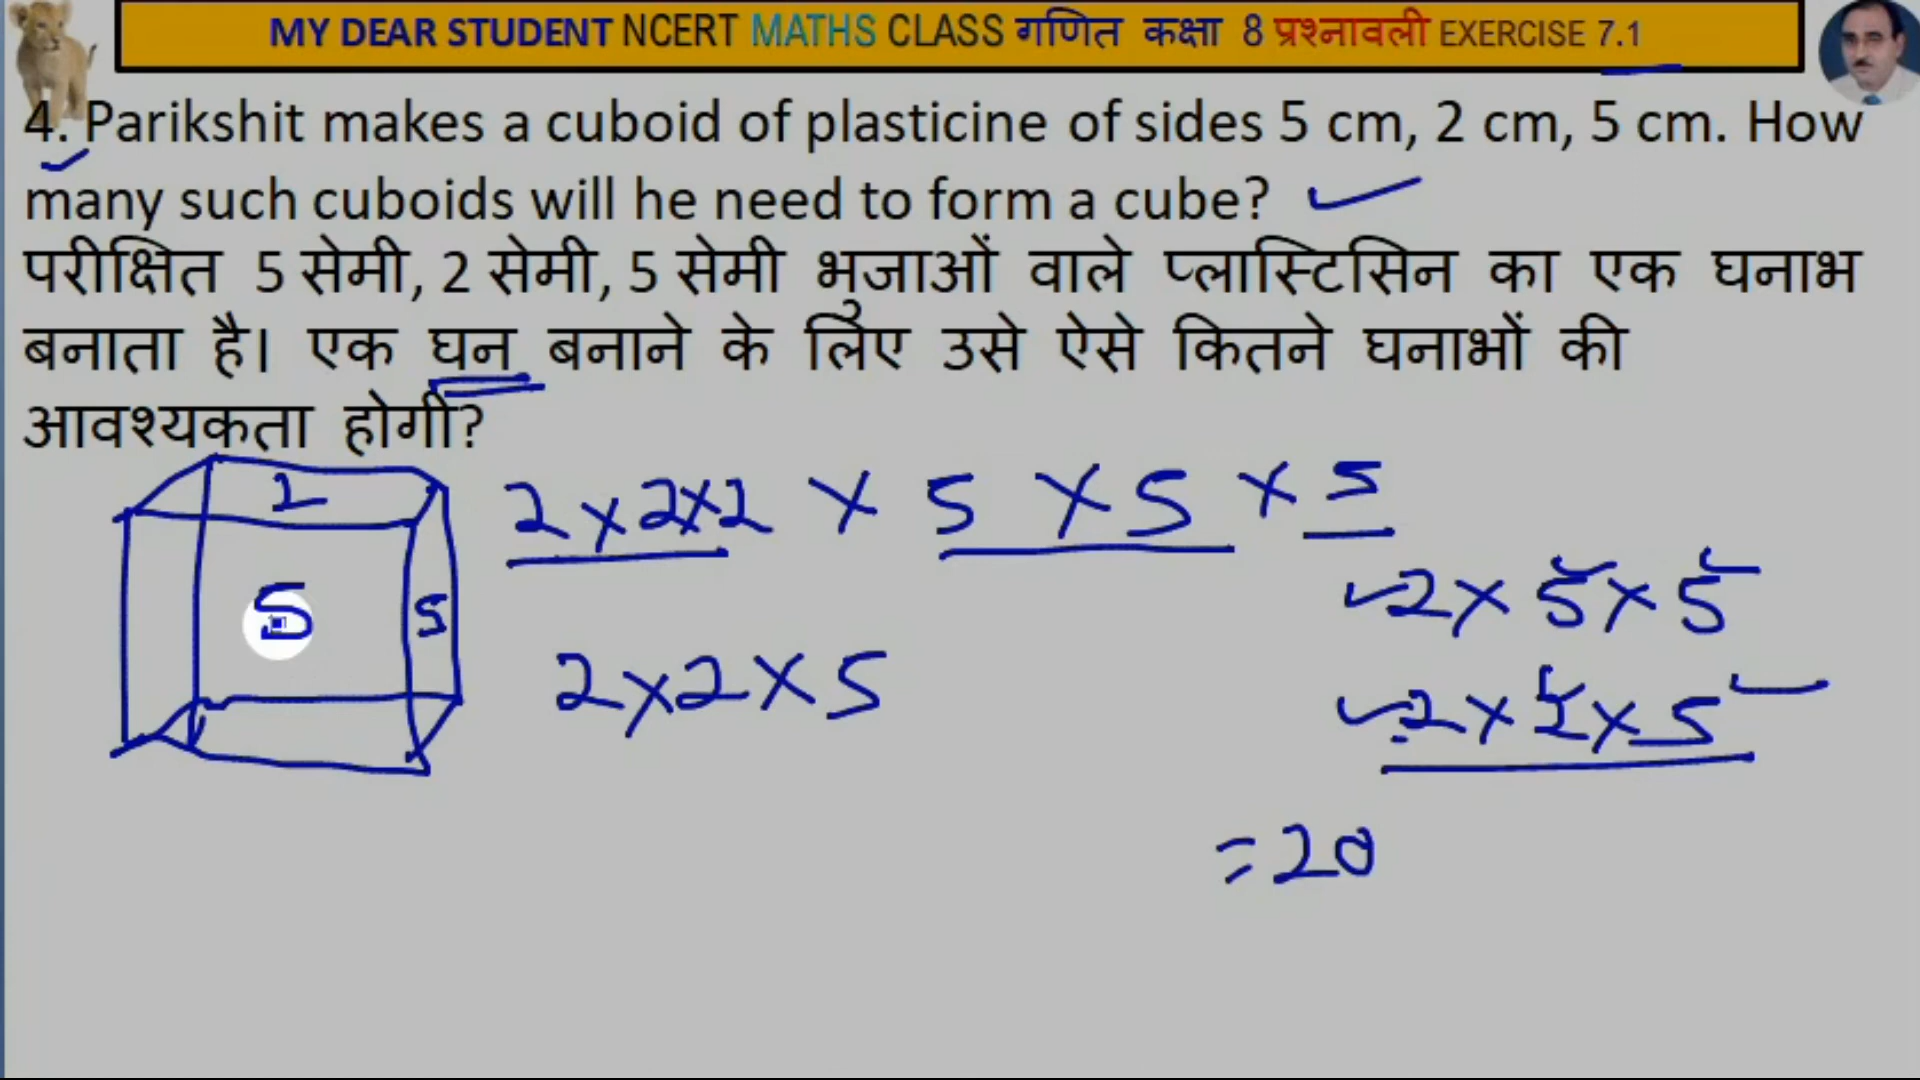 MY DEAR STUDENT NCERT MATHS CLASS गणित कक्षा 8 प्रश्नावली EXERCISE 7.1
4. Parikshit makes a cuboid of plasticine of sides 5 cm, 2 cm, 5 cm. How
many such cuboids will he need to form a cube?
परीक्षित 5 सेमी, 2 सेमी, 5 सेमी भुजाओं वाले प्लास्टिसिन का एक घनाभ
बनाता है। एक घन बनाने के लिए उसे ऐसे कितने घनाभों की
आवश्यकता होगी?
2
5
5
2×2×2 × 5 × 5 × 5
2 × 5 × 5
2×2×5
2 × 5 × 5
= 20